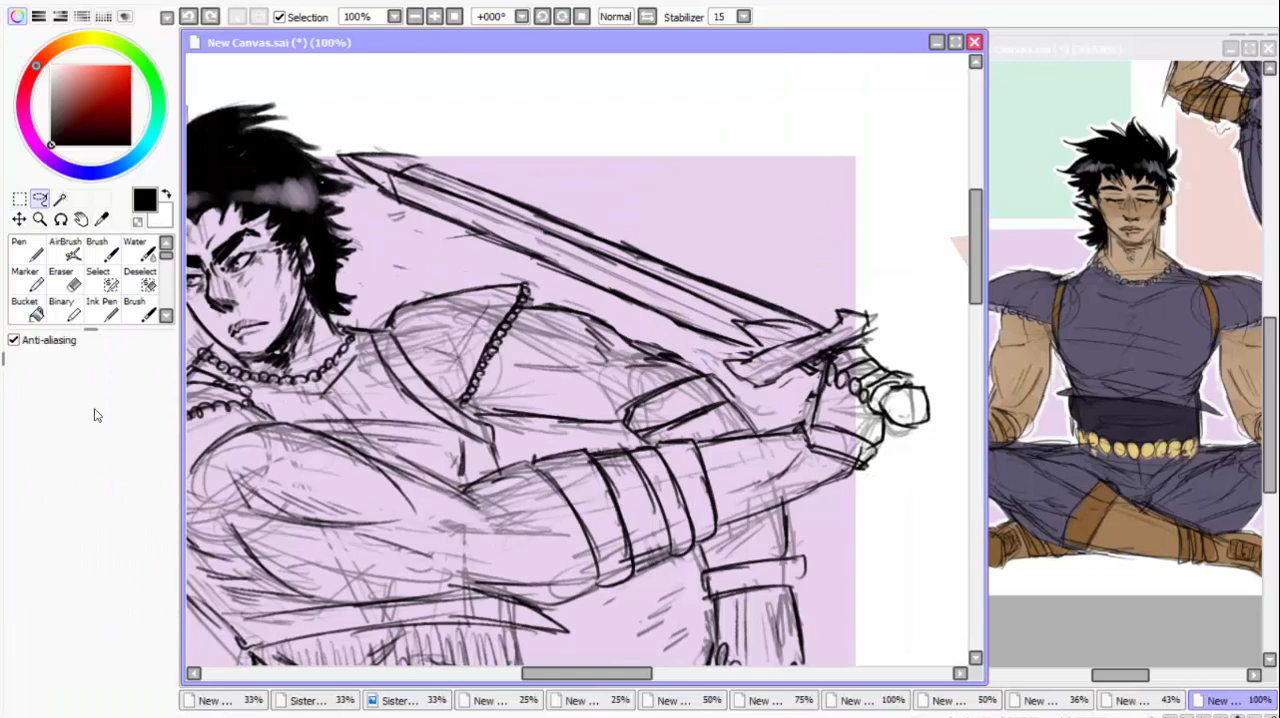 Selection 100% +000° Normal Stabilizer 15
New Canvas.sai (*) (100%)
Pen AirBrush Brush Water
Marker Eraser Select Deselect
Bucket Binary Ink Pen Brush
Anti-aliasing
New ... 33% Sister... 33% Sister... 33% New ... 25% New ... 25% New ... 50% New ... 75% New ... 100% New ... 50% New ... 36% New ... 43% New ... 100%